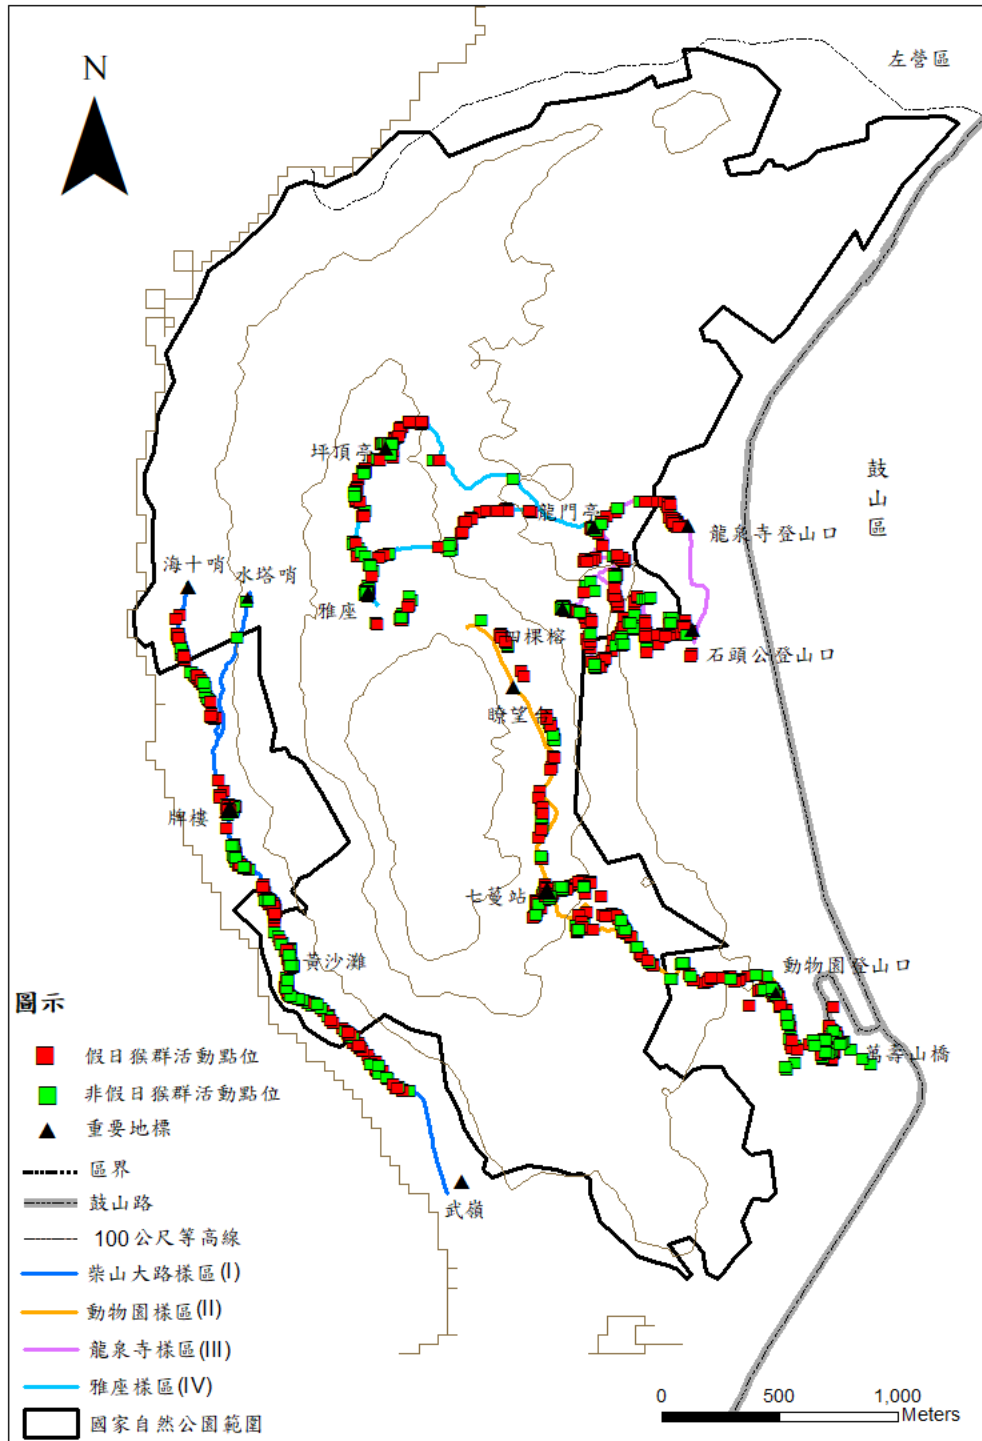 左營區
N
坪頂亭
鼓山區
龍門亭
龍泉寺登山口
海十哨
水塔哨
雅座
四棵榕
石頭公登山口
瞭望台
牌樓
七蔓站
黃沙灘
動物園登山口
圖示
假日猴群活動點位
萬壽山橋
非假日猴群活動點位
重要地標
區界
武嶺
鼓山路
100公尺等高線
柴山大路樣區(I)
動物園樣區(II)
龍泉寺樣區(III)
雅座樣區(IV)
0 500 1,000
Meters
國家自然公園範圍